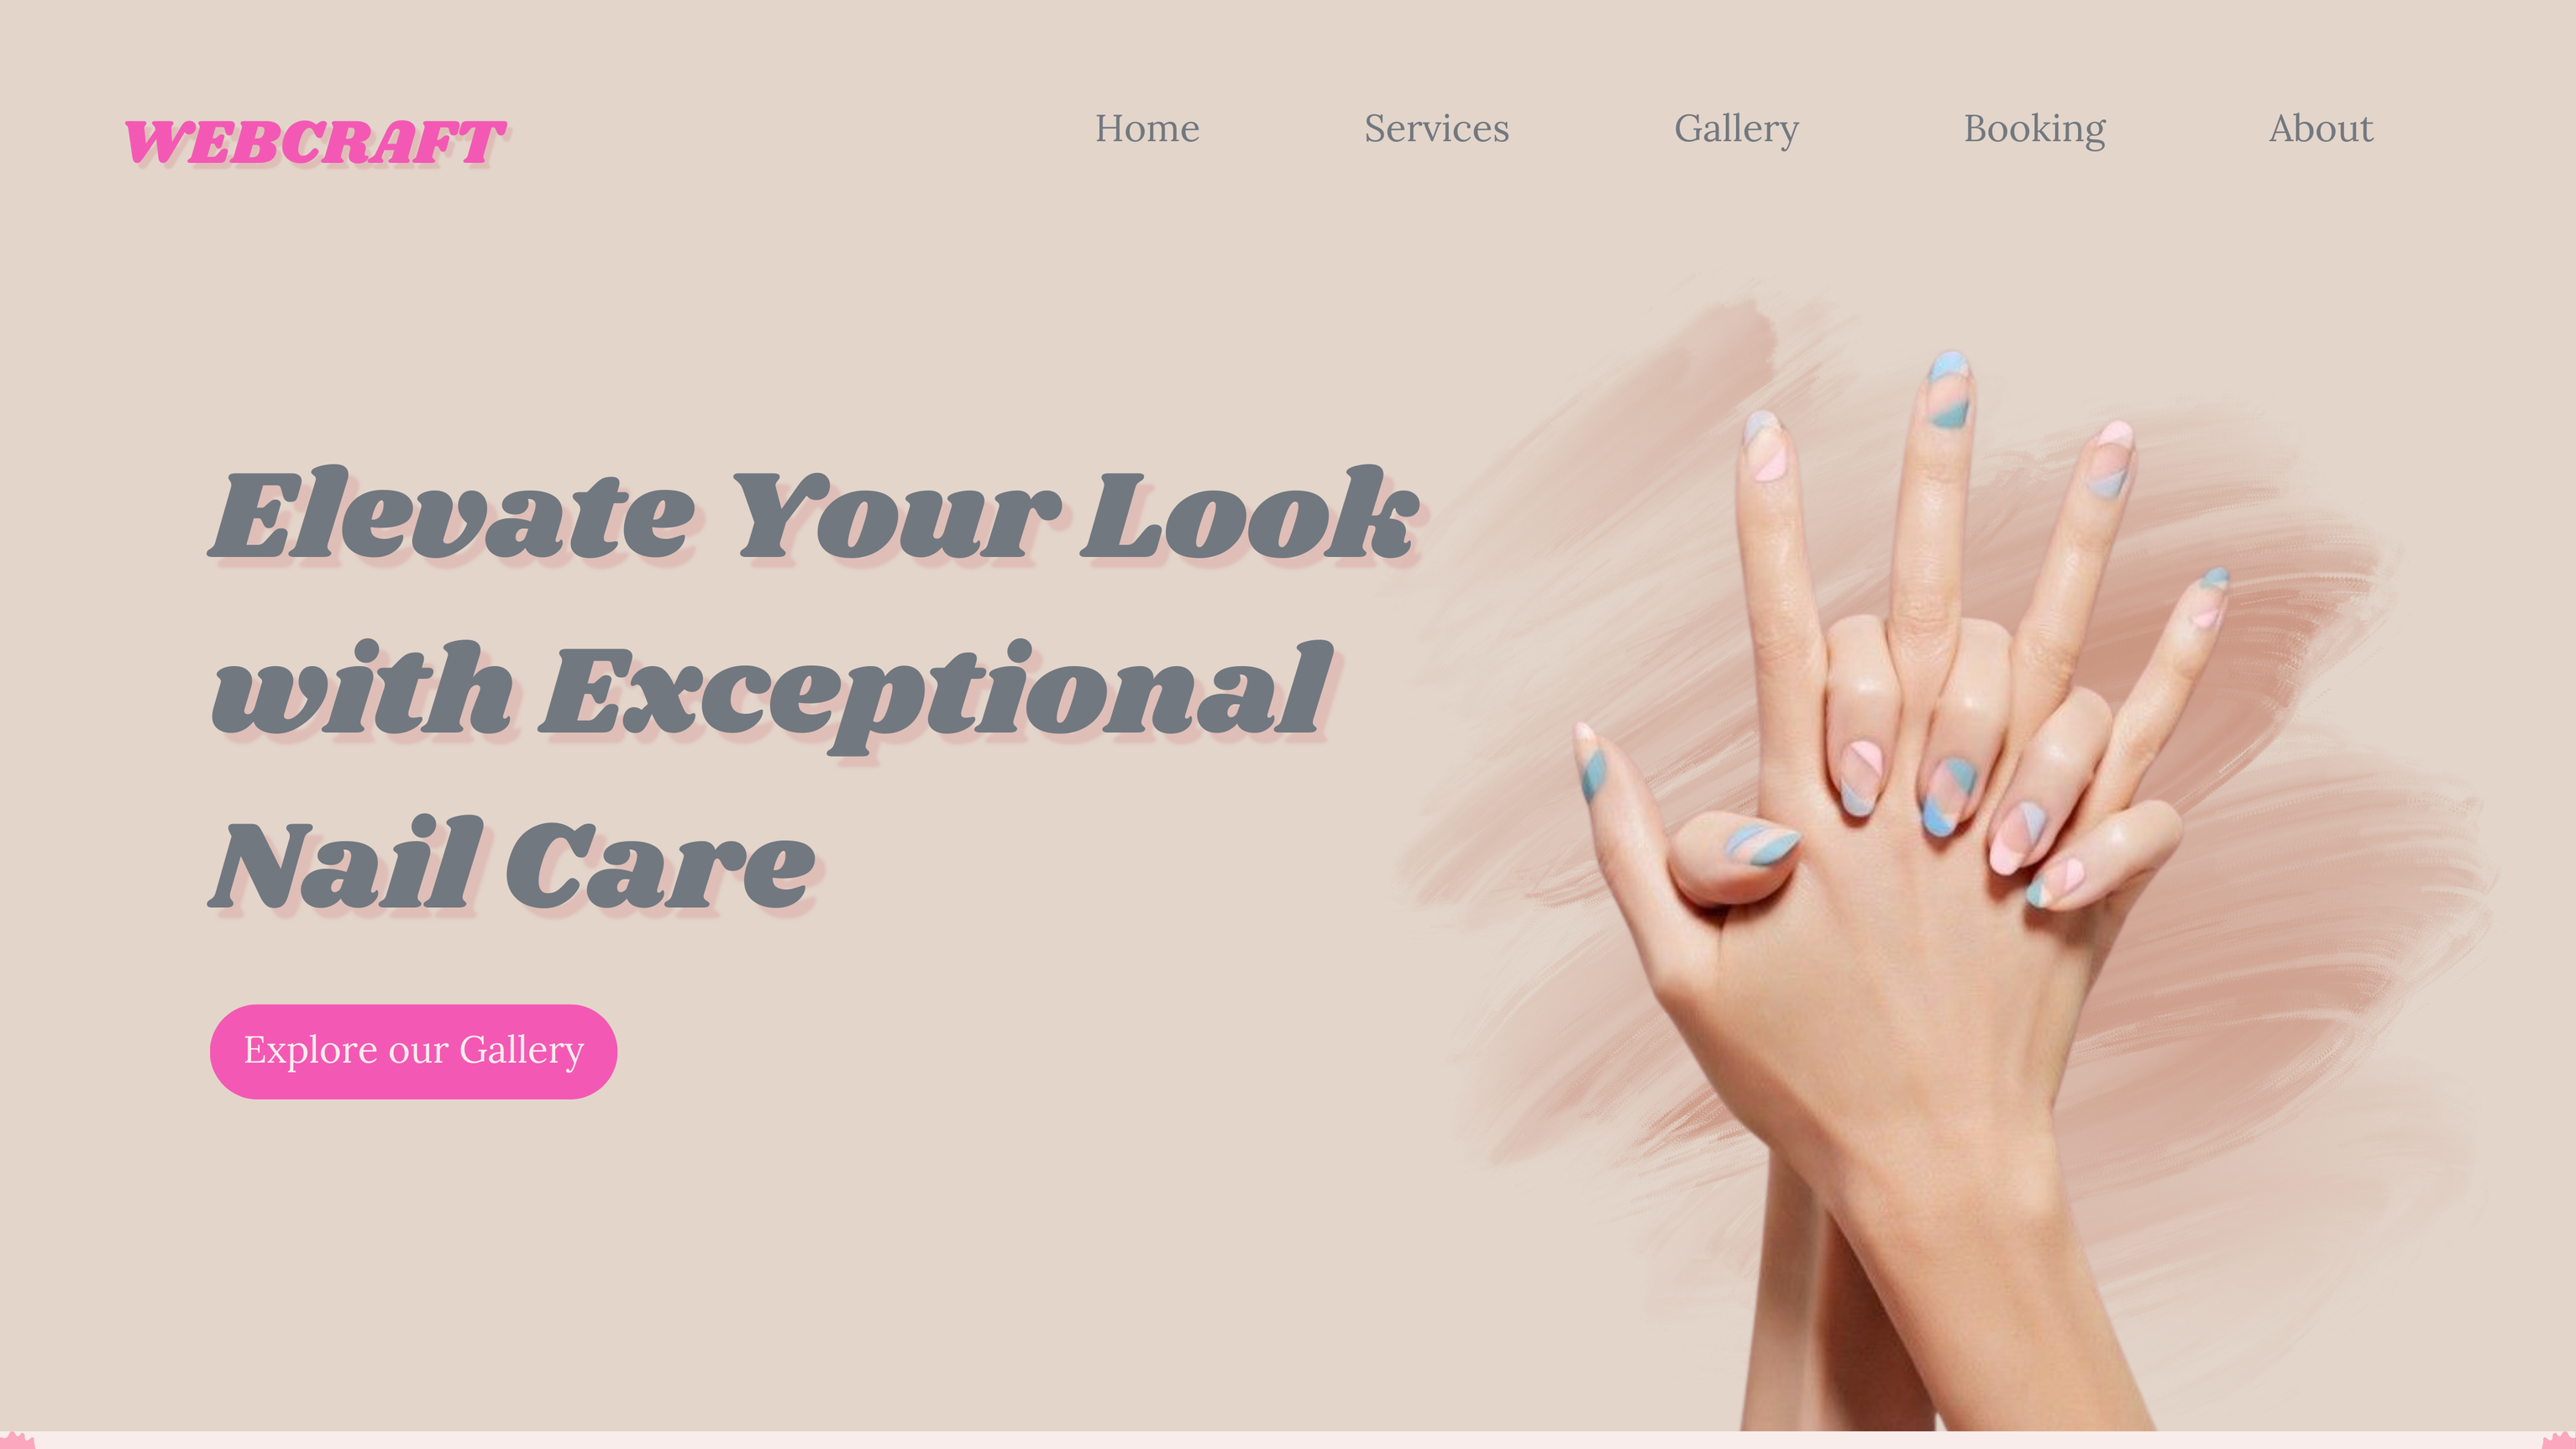 WEBCRAFT
Home Services Gallery Booking About
Elevate Your Look
with Exceptional
Nail Care
Explore our Gallery